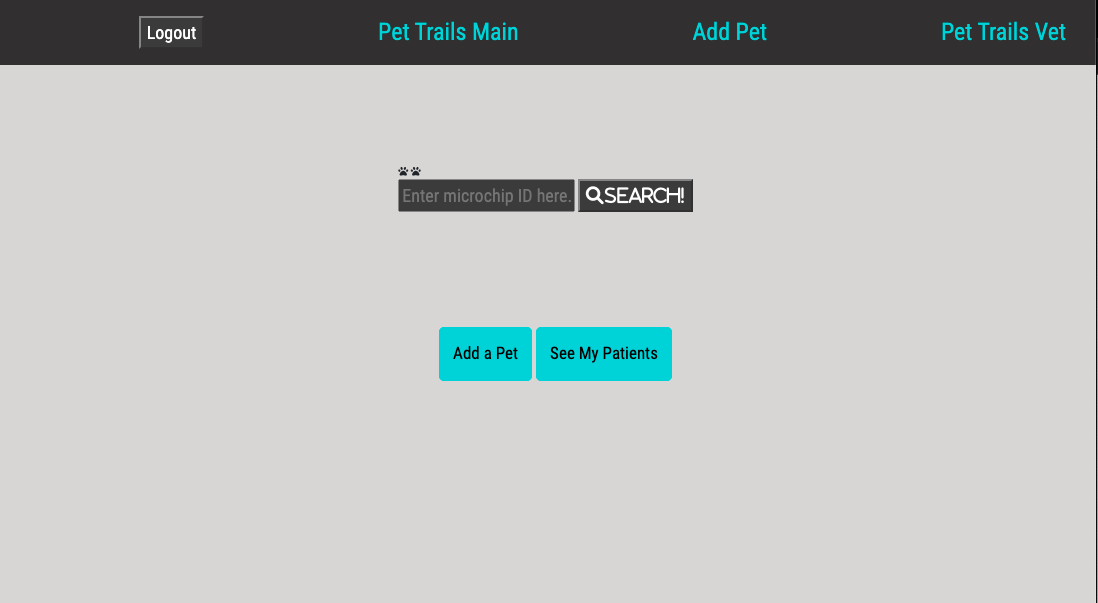 Logout Pet Trails Main Add Pet Pet Trails Vet
Enter microchip ID here. SEARCH!
Add a Pet See My Patients